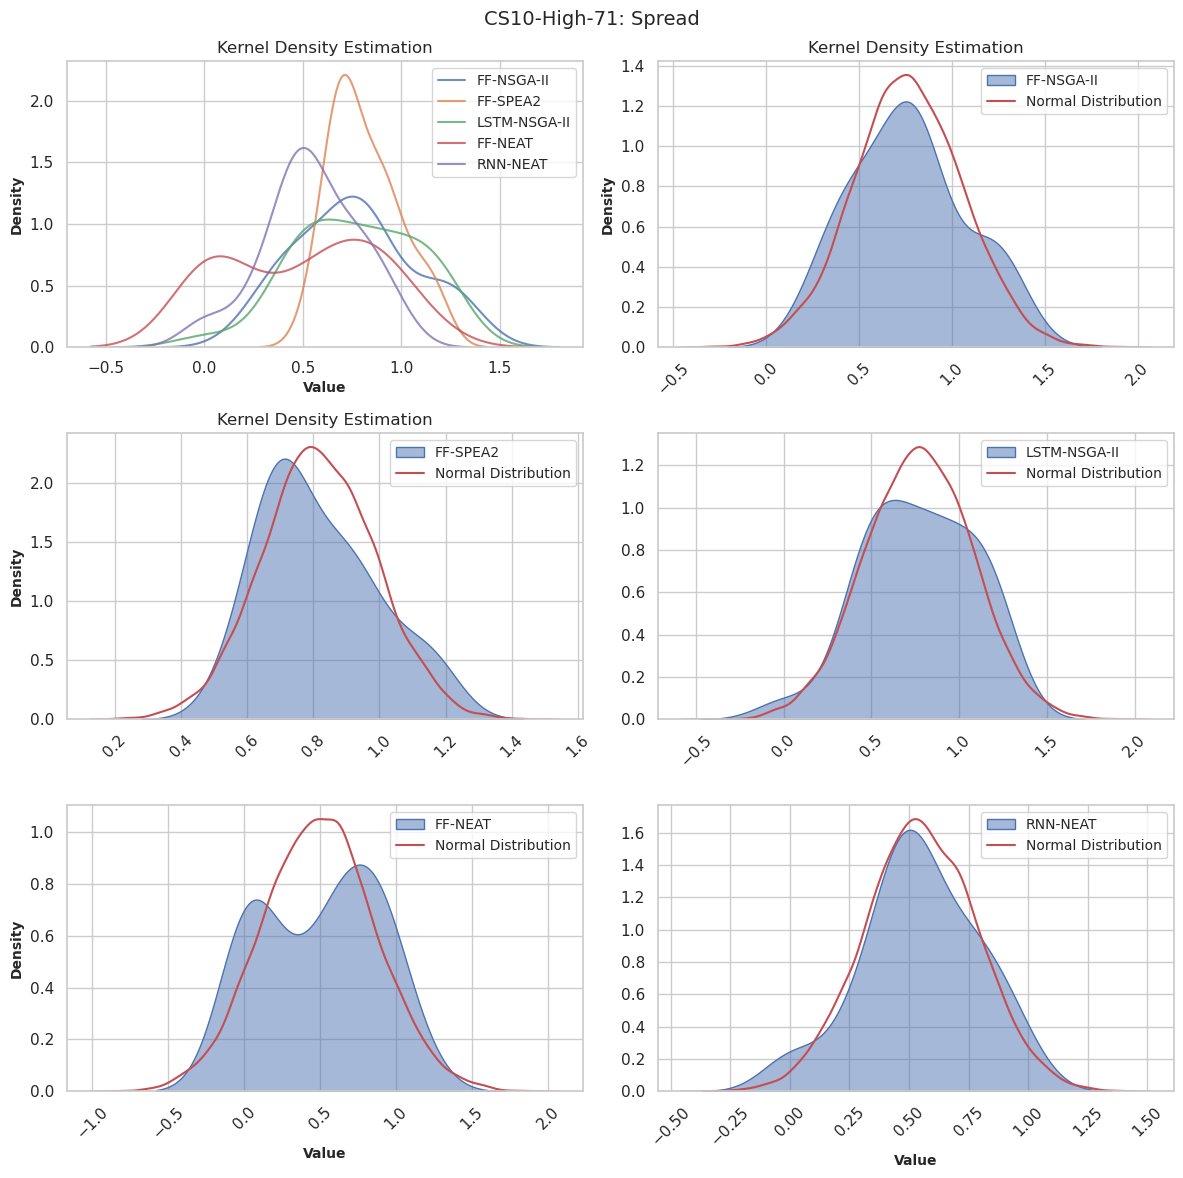 CS10-High-71: Spread
Kernel Density Estimation
FF-NSGA-II
FF-SPEA2
LSTM-NSGA-II
FF-NEAT
RNN-NEAT
Density
2.0
1.5
1.0
0.5
0.0
−0.5 0.0 0.5 1.0 1.5
Value
Kernel Density Estimation
FF-NSGA-II
Normal Distribution
Density
1.4
1.2
1.0
0.8
0.6
0.4
0.2
0.0
−0.5 0.0 0.5 1.0 1.5 2.0
Kernel Density Estimation
FF-SPEA2
Normal Distribution
Density
2.0
1.5
1.0
0.5
0.0
0.2 0.4 0.6 0.8 1.0 1.2 1.4 1.6
LSTM-NSGA-II
Normal Distribution
1.2
1.0
0.8
0.6
0.4
0.2
0.0
−0.5 0.0 0.5 1.0 1.5 2.0
FF-NEAT
Normal Distribution
Density
1.0
0.8
0.6
0.4
0.2
0.0
−1.0 −0.5 0.0 0.5 1.0 1.5 2.0
Value
RNN-NEAT
Normal Distribution
1.6
1.4
1.2
1.0
0.8
0.6
0.4
0.2
0.0
−0.50 −0.25 0.00 0.25 0.50 0.75 1.00 1.25 1.50
Value